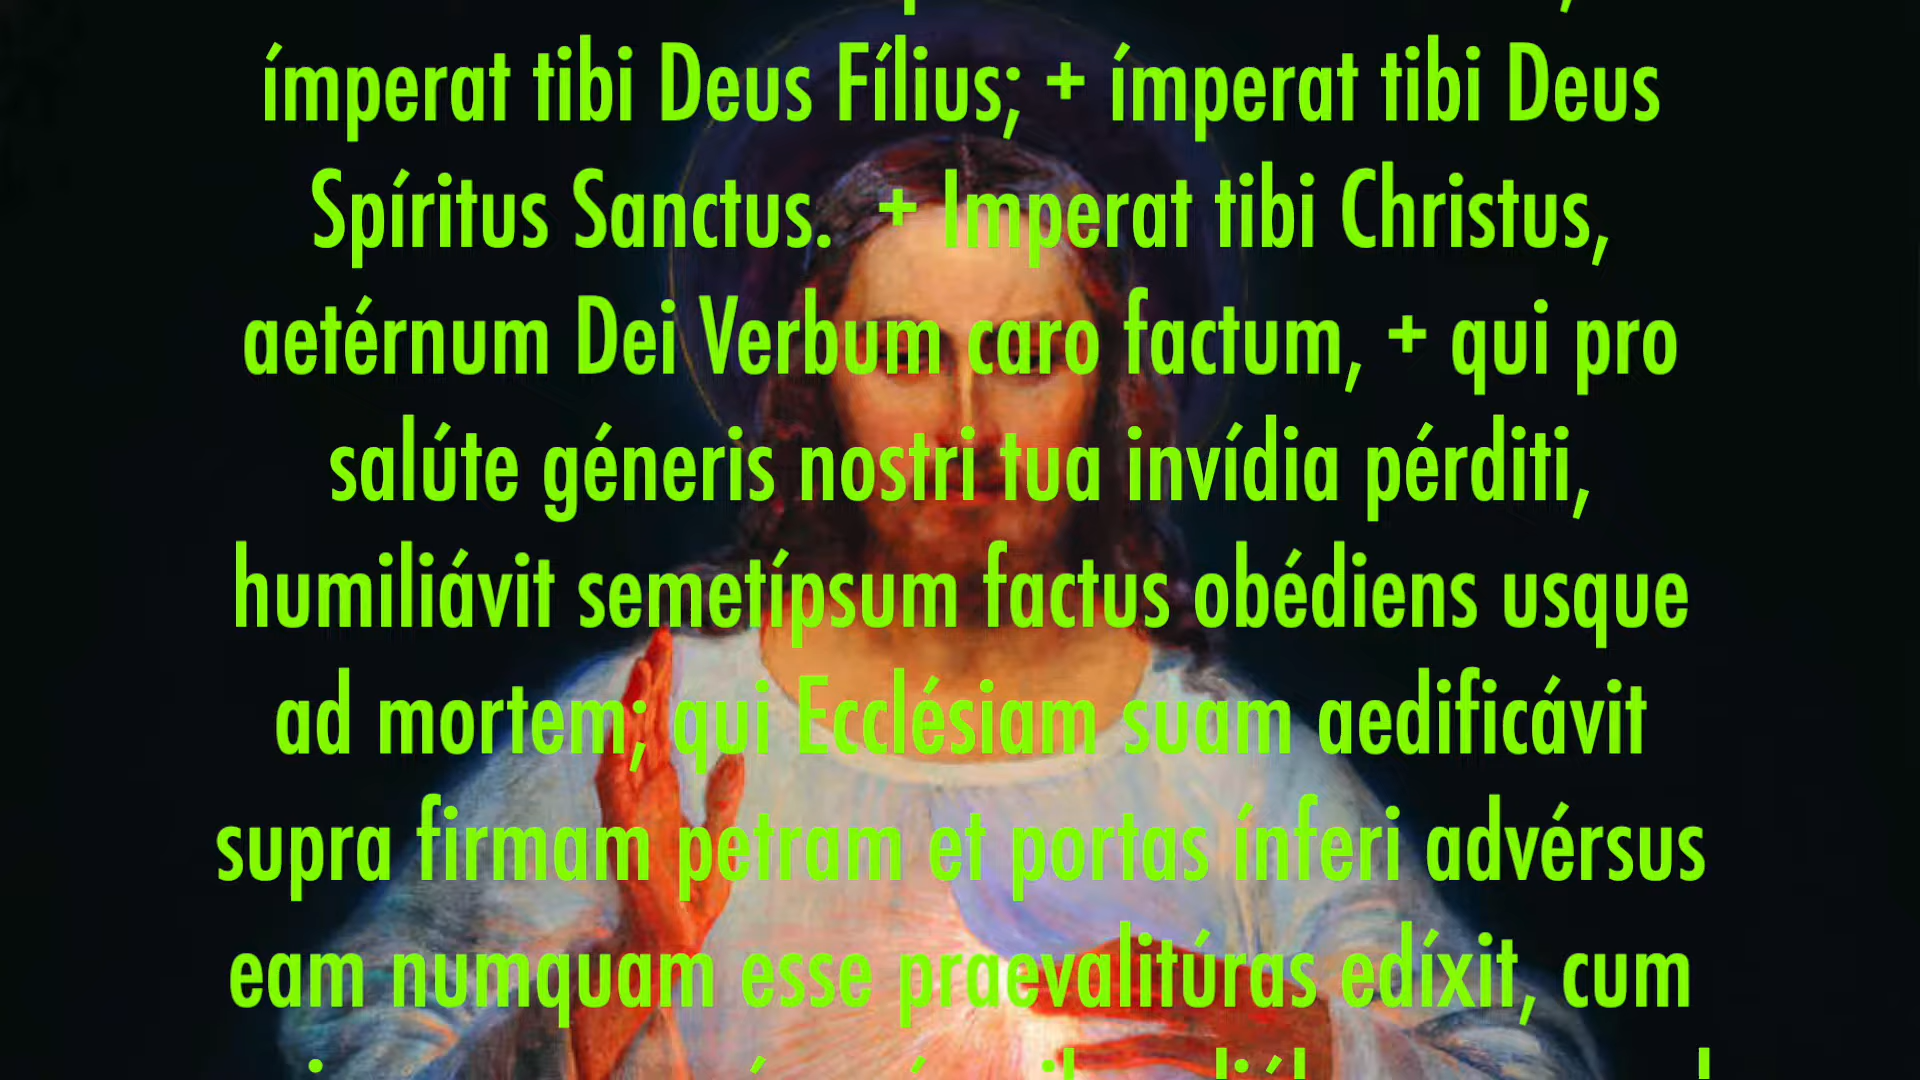 ímperat tibi Deus Fílius; + ímperat tibi Deus
Spíritus Sanctus. + Imperat tibi Christus,
aetérnum Dei Verbum caro factum, + qui pro
salúte géneris nostri tua invídia pérditi,
humiliávit semetípsum factus obédiens usque
ad mortem; qui Ecclésiam suam aedificávit
supra firmam petram et portas ínferi advérsus
eam numquam esse praevalitúras edíxit, cum